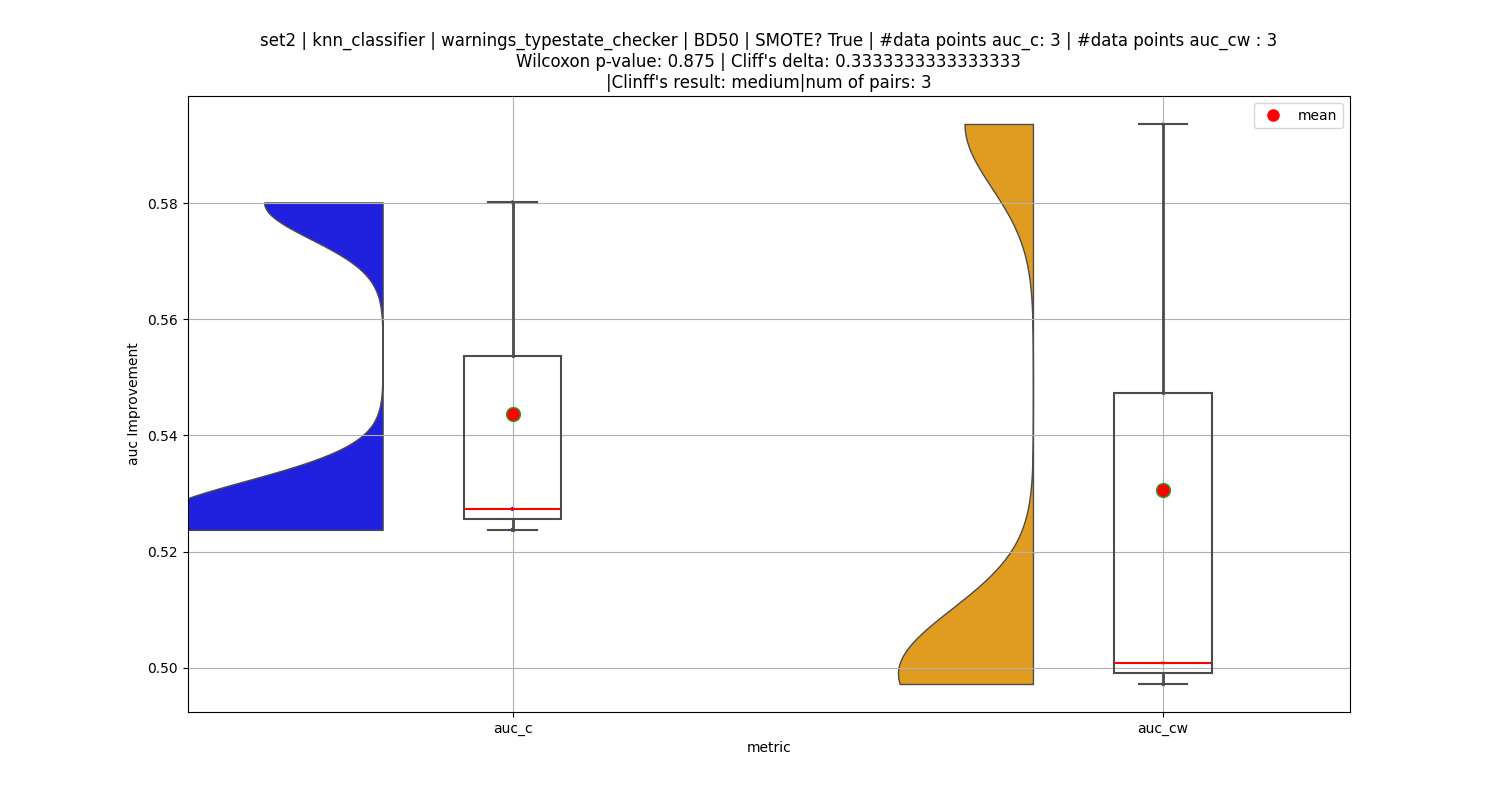 set2 | knn_classifier | warnings_typestate_checker | BD50 | SMOTE? True | #data points auc_c: 3 | #data points auc_cw : 3
Wilcoxon p-value: 0.875 | Cliff's delta: 0.3333333333333333
|Clinff's result: medium|num of pairs: 3
mean
0.58
0.56
0.54
0.52
0.50
auc Improvement
auc_c
auc_cw
metric